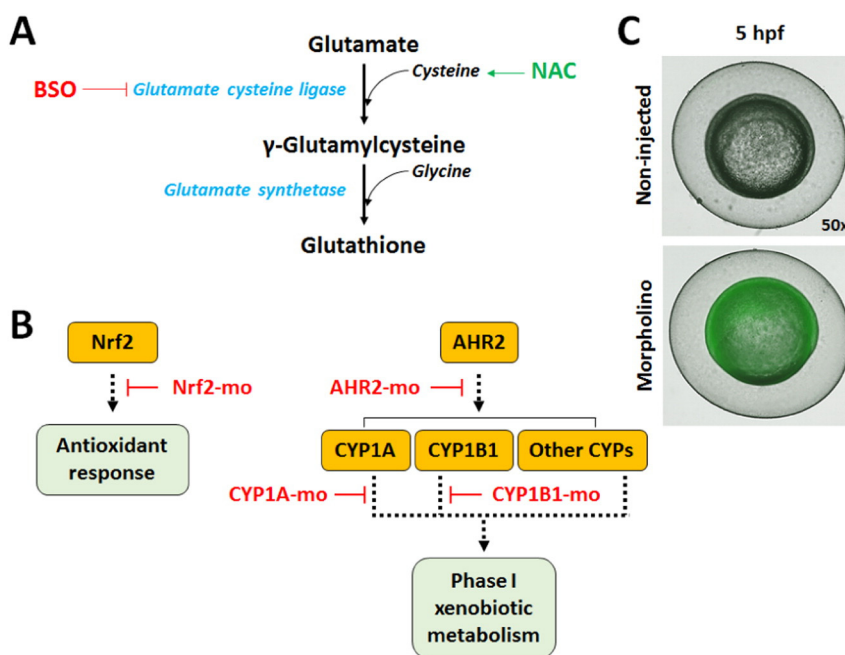 A
Glutamate
BSO
Glutamate cysteine ligase
Cysteine
NAC
γ-Glutamylcysteine
Glutamate synthetase
Glycine
Glutathione
B
Nrf2
Nrf2-mo
Antioxidant
response
AHR2
AHR2-mo
CYP1A
CYP1B1
Other CYPs
CYP1A-mo
CYP1B1-mo
Phase I
xenobiotic
metabolism
C
5 hpf
Non-injected
50x
Morpholino